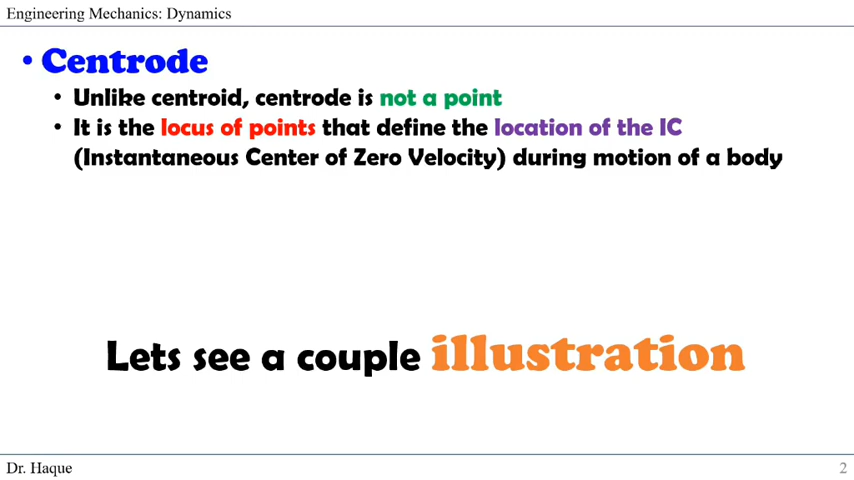 Engineering Mechanics: Dynamics
• Centrode
• Unlike centroid, centrode is not a point
• It is the locus of points that define the location of the IC
(Instantaneous Center of Zero Velocity) during motion of a body
Lets see a couple illustration
Dr. Haque
2